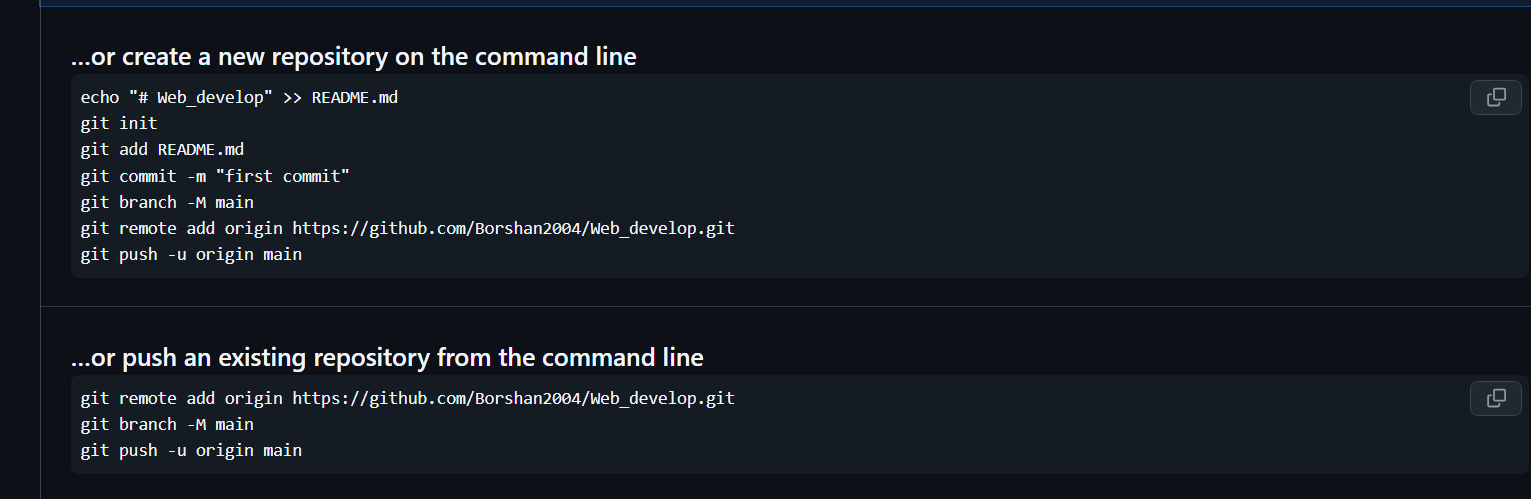 ...or create a new repository on the command line
echo "# Web_develop" >> README.md
git init
git add README.md
git commit -m "first commit"
git branch -M main
git remote add origin https://github.com/Borshan2004/Web_develop.git
git push -u origin main
...or push an existing repository from the command line
git remote add origin https://github.com/Borshan2004/Web_develop.git
git branch -M main
git push -u origin main